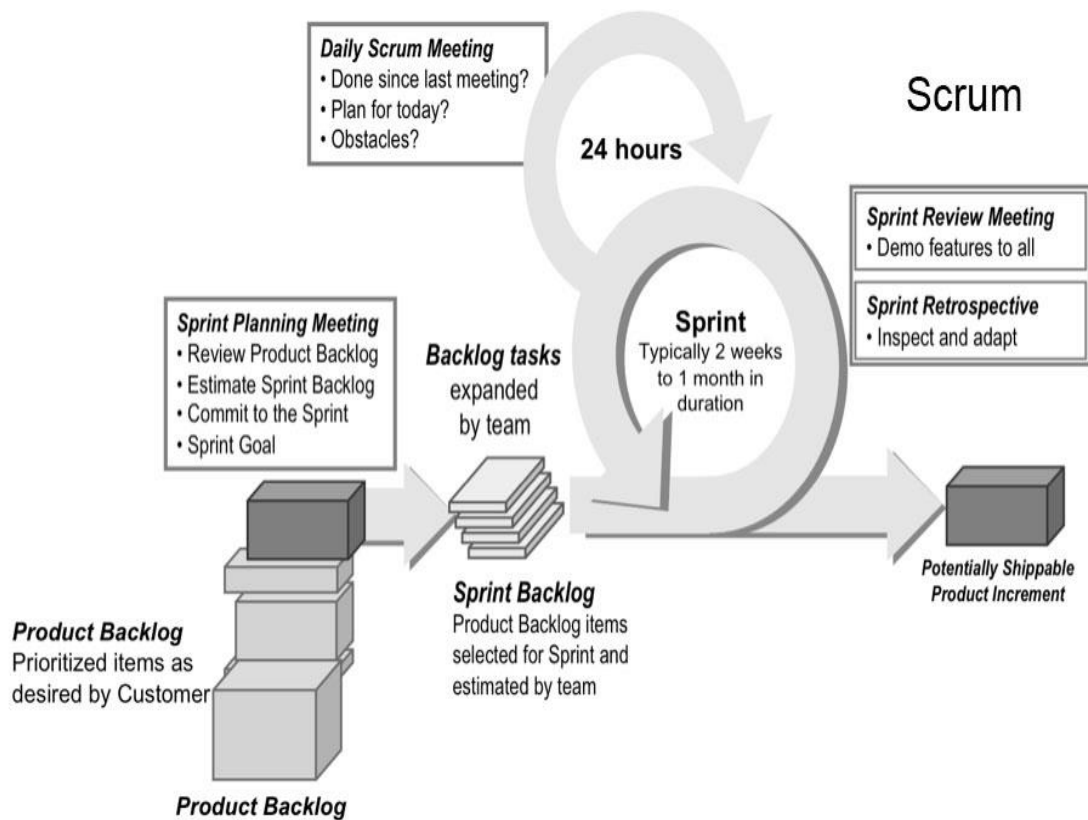 Scrum
Daily Scrum Meeting
• Done since last meeting?
• Plan for today?
• Obstacles?
24 hours
Sprint Review Meeting
• Demo features to all
Sprint Retrospective
• Inspect and adapt
Sprint Planning Meeting
• Review Product Backlog
• Estimate Sprint Backlog
• Commit to the Sprint
• Sprint Goal
Backlog tasks
expanded
by team
Sprint
Typically 2 weeks
to 1 month in
duration
Potentially Shippable
Product Increment
Sprint Backlog
Product Backlog items
selected for Sprint and
estimated by team
Product Backlog
Prioritized items as
desired by Customer
Product Backlog